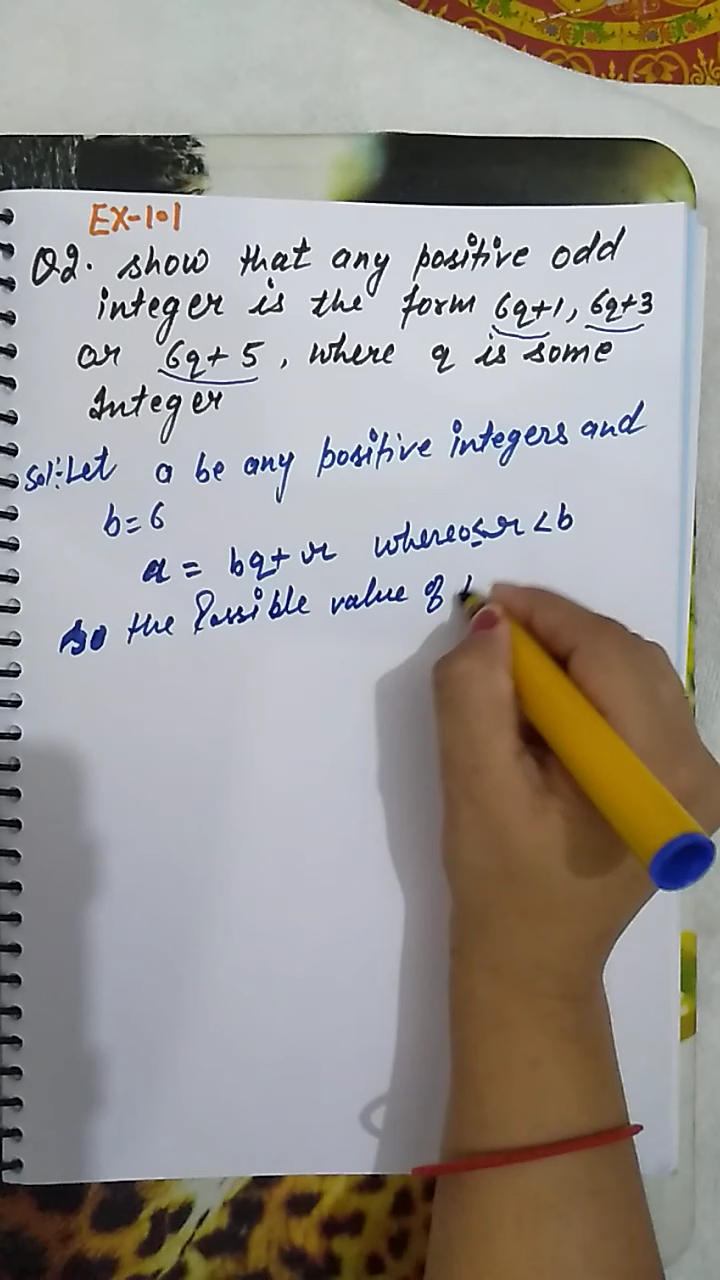 EX-1.1
Q2. show that any positive odd
integer is the form 6q+1, 6q+3
or 6q+5, where q is some
Integer
Sol:- Let a be any positive integers and
b=6
a = bq+r where 0≤r<b
so the Possible value of